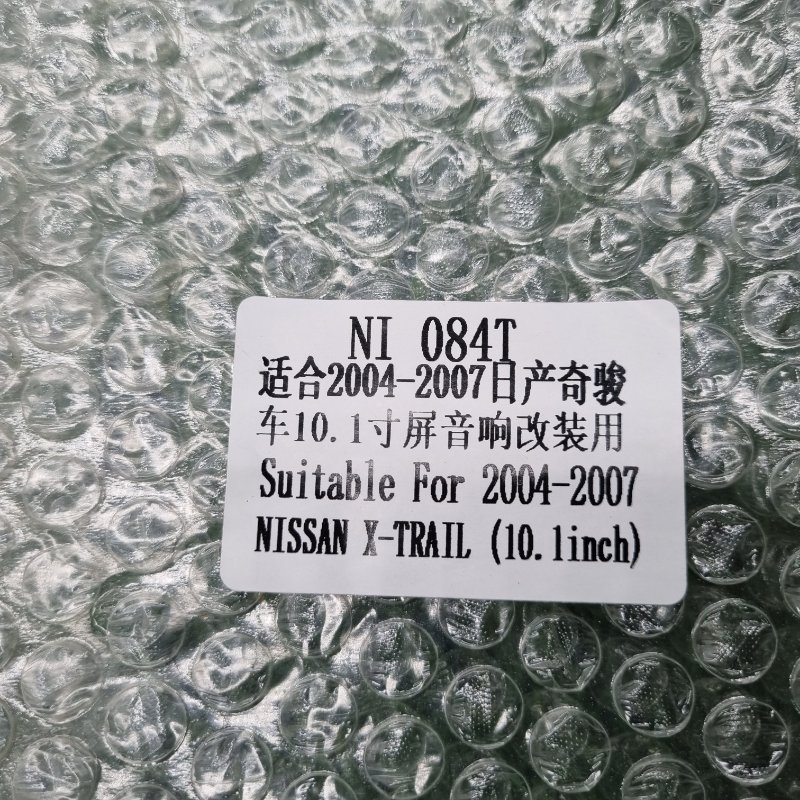 NI 084T
适合2004-2007日产奇骏
车10.1寸屏音响改装用
Suitable For 2004-2007
NISSAN X-TRAIL (10.1inch)